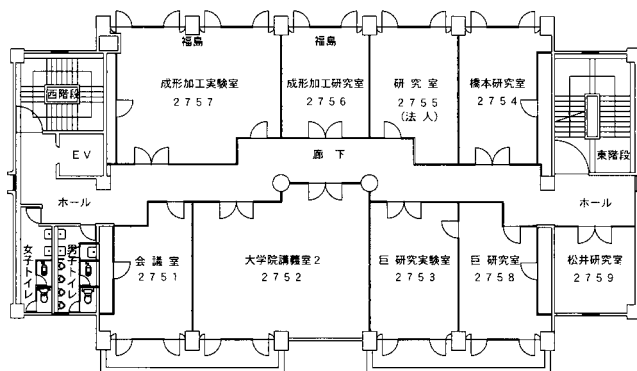 福島
成形加工実験室
2757
福島
成形加工研究室
2756
研究室
2755
(法人)
橋本研究室
2754
西階段
東階段
EV
廊下
ホール
ホール
女子トイレ
男子トイレ
会議室
2751
大学院講義室2
2752
巨 研究実験室
2753
巨 研究室
2758
松井研究室
2759